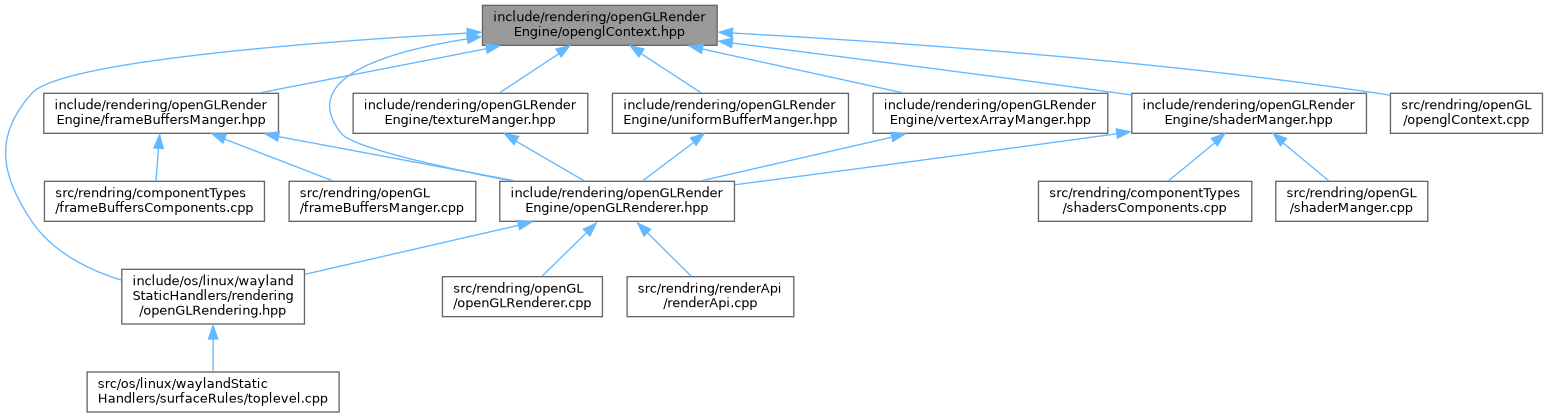 include/rendering/openGLRender
Engine/openglContext.hpp
include/rendering/openGLRender
Engine/frameBuffersManger.hpp
include/rendering/openGLRender
Engine/textureManger.hpp
include/rendering/openGLRender
Engine/uniformBufferManger.hpp
include/rendering/openGLRender
Engine/vertexArrayManger.hpp
include/rendering/openGLRender
Engine/shaderManger.hpp
src/rendring/openGL
/openglContext.cpp
src/rendring/componentTypes
/frameBuffersComponents.cpp
src/rendring/openGL
/frameBuffersManger.cpp
include/rendering/openGLRender
Engine/openGLRenderer.hpp
src/rendring/componentTypes
/shadersComponents.cpp
src/rendring/openGL
/shaderManger.cpp
include/os/linux/wayland
StaticHandlers/rendering
/openGLRendering.hpp
src/rendring/openGL
/openGLRenderer.cpp
src/rendring/renderApi
/renderApi.cpp
src/os/linux/waylandStatic
Handlers/surfaceRules/toplevel.cpp